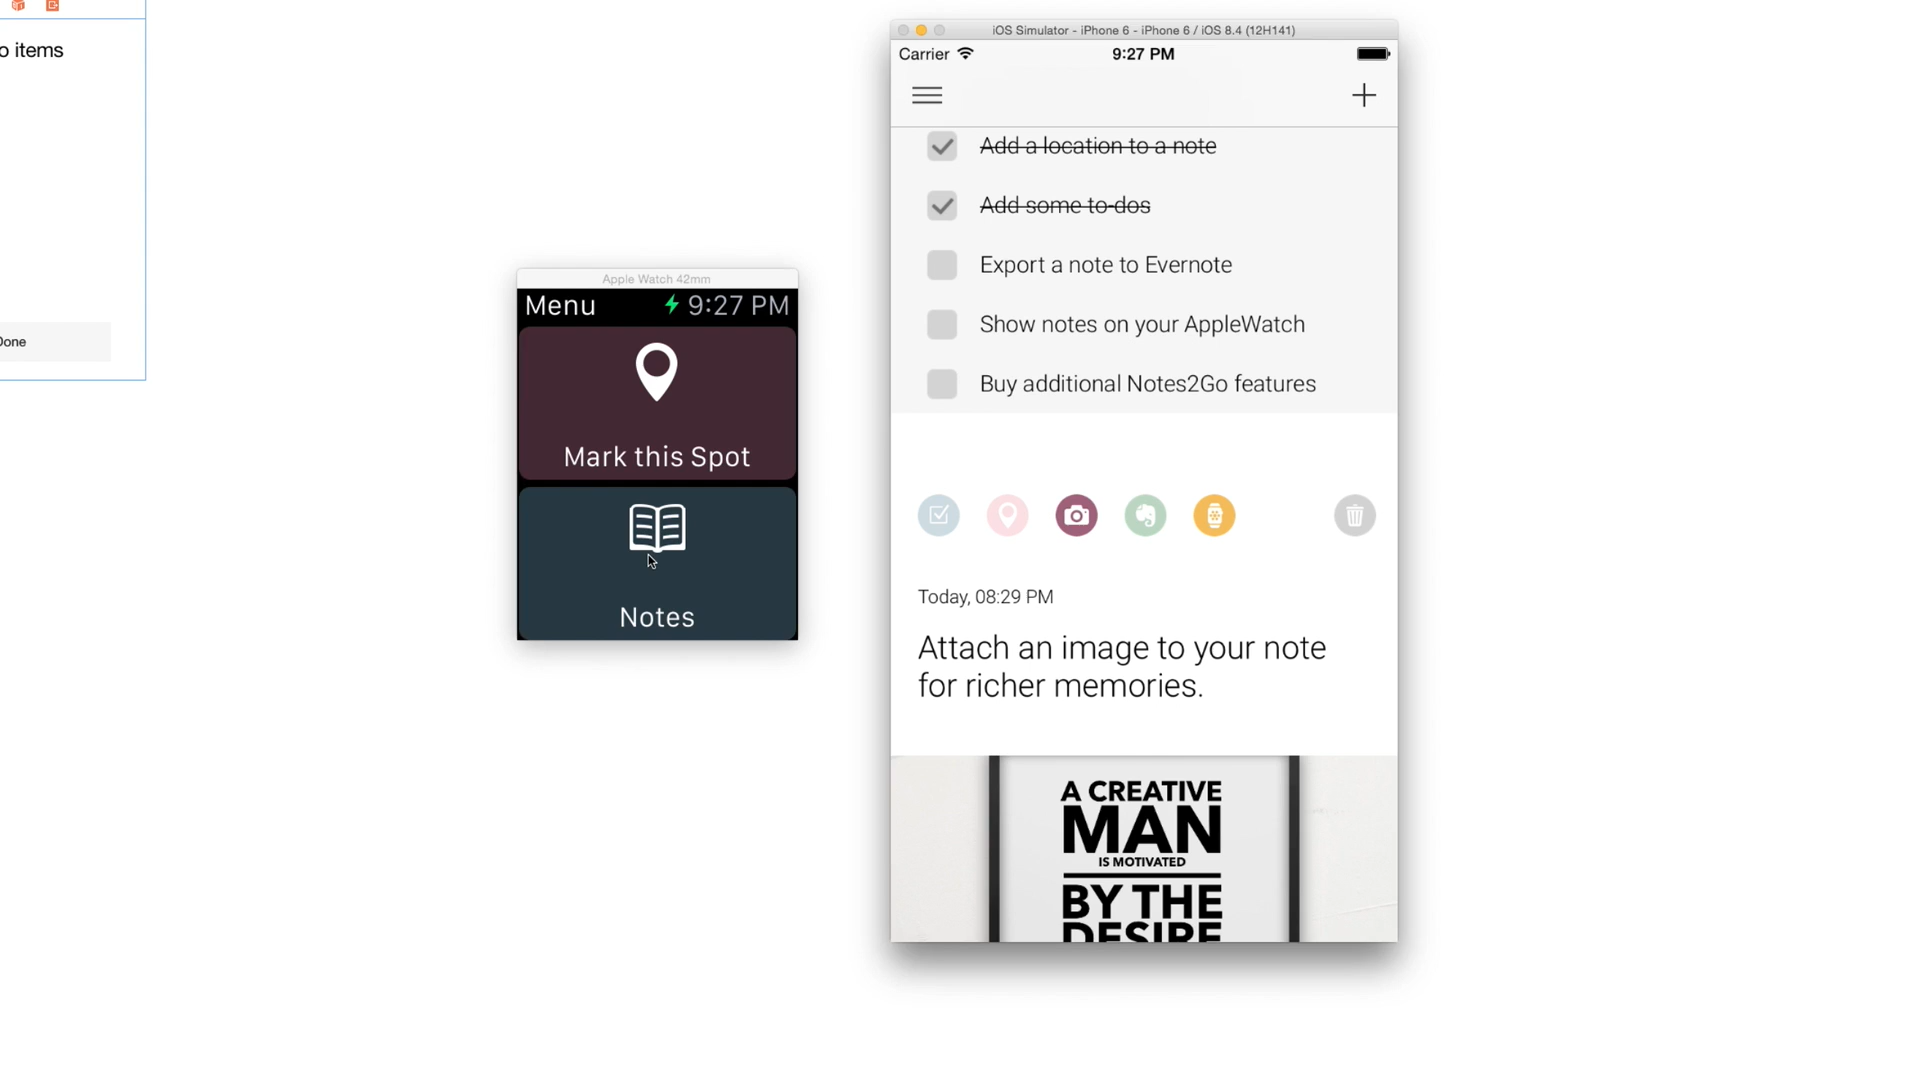 o items
Done
Apple Watch 42mm
Menu 9:27 PM
Mark this Spot
Notes
iOS Simulator - iPhone 6 - iPhone 6 / iOS 8.4 (12H141)
Carrier 9:27 PM
Add a location to a note
Add some to-dos
Export a note to Evernote
Show notes on your AppleWatch
Buy additional Notes2Go features
Today, 08:29 PM
Attach an image to your note
for richer memories.
A CREATIVE
MAN
IS MOTIVATED
BY THE
DESIRE